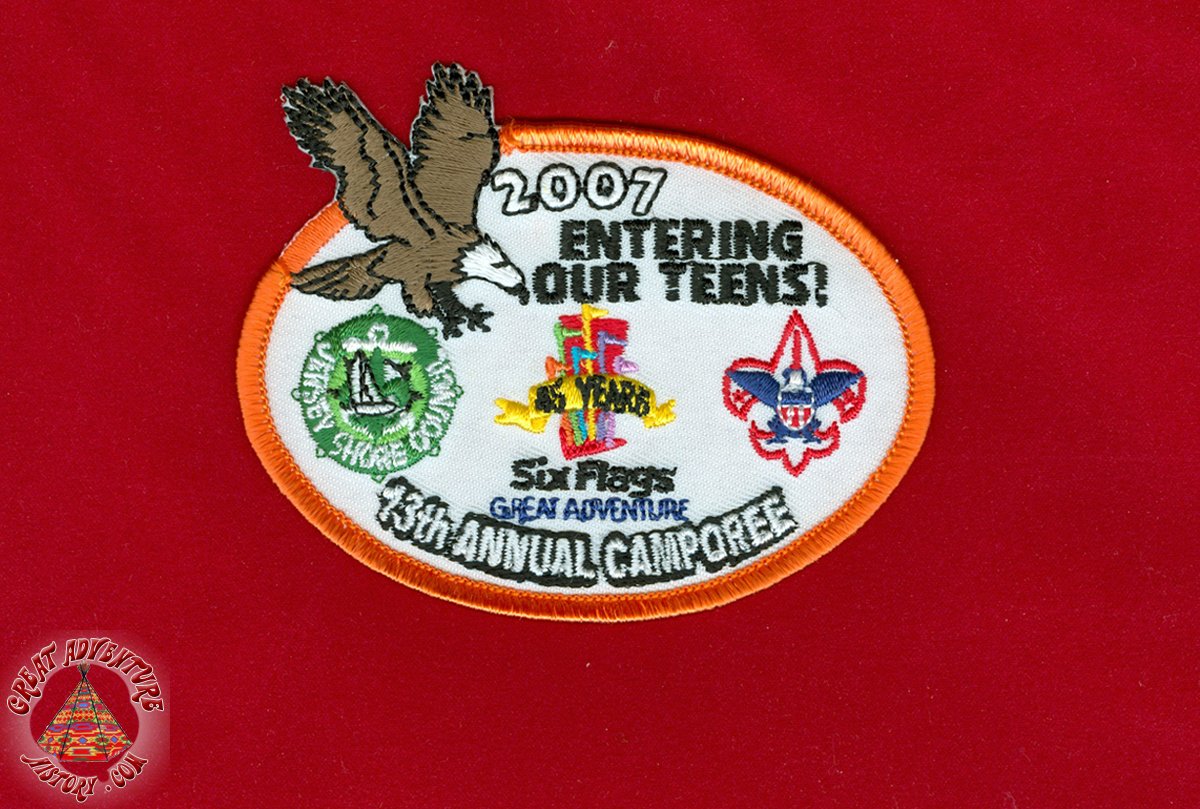 2007
ENTERING
OUR TEENS!
JERSEY SHORE COUNCIL
45 YEARS
Six Flags
GREAT ADVENTURE
13th ANNUAL CAMPOREE
GREAT ADVENTURE
HISTORY.COM